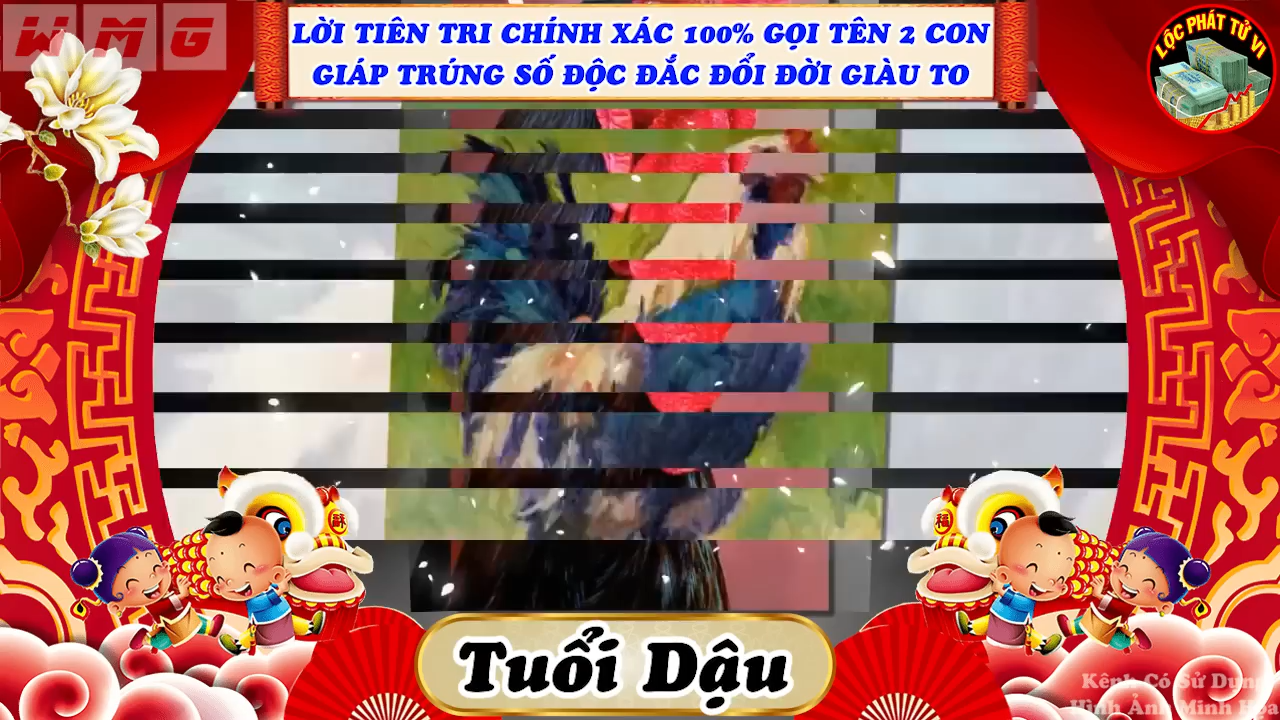 WMG
LỜI TIÊN TRI CHÍNH XÁC 100% GỌI TÊN 2 CON
GIÁP TRÚNG SỐ ĐỘC ĐẮC ĐỔI ĐỜI GIÀU TO
LỘC PHÁT TỬ VI
Tuổi Dậu
Kênh Có Sử Dụng
Hình Ảnh Minh Họa